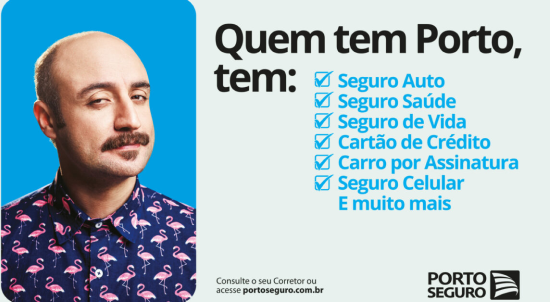 Quem tem Porto,
tem:
Seguro Auto
Seguro Saúde
Seguro de Vida
Cartão de Crédito
Carro por Assinatura
Seguro Celular
E muito mais
Consulte o seu Corretor ou
acesse portoseguro.com.br
PORTO
SEGURO